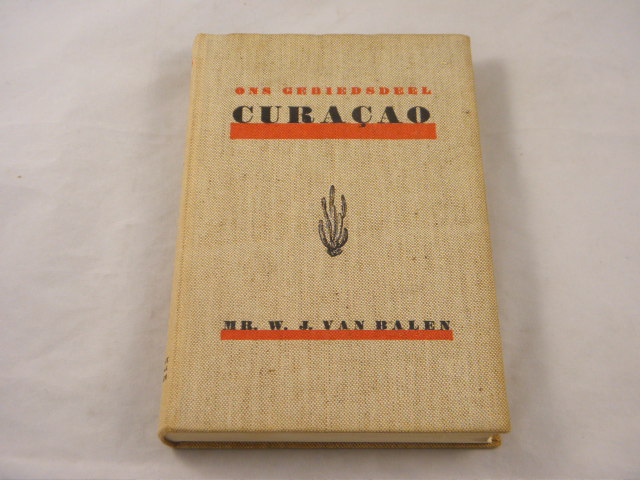 ONS GEBIEDSDEEL
CURAÇAO
MR. W. J. VAN BALEN